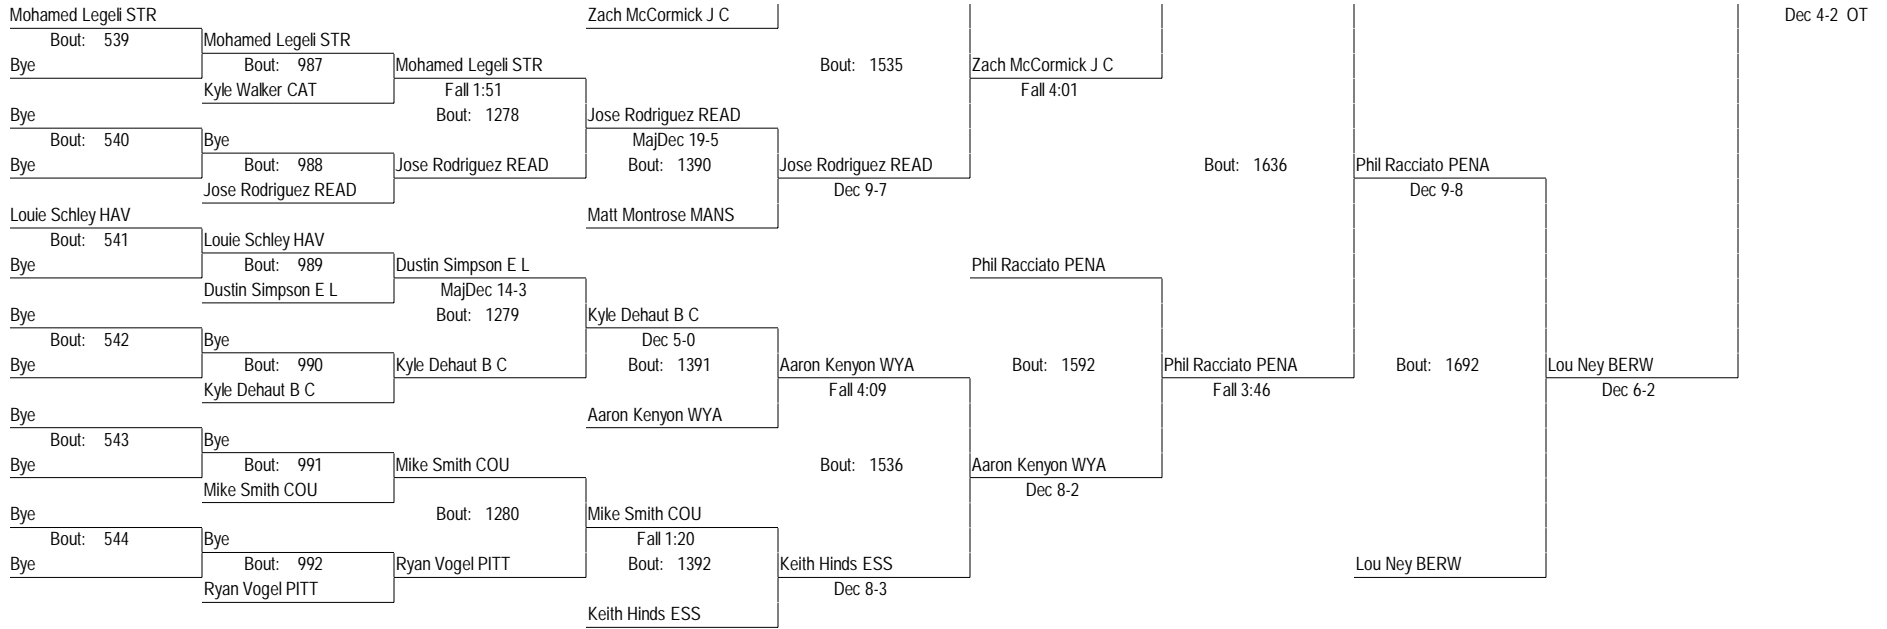 Mohamed Legeli STR
Zach McCormick J C
Dec 4-2 OT
Bout: 539
Mohamed Legeli STR
Bye
Bout: 987
Mohamed Legeli STR
Bout: 1535
Zach McCormick J C
Kyle Walker CAT
Fall 1:51
Fall 4:01
Bye
Bout: 1278
Jose Rodriguez READ
Bout: 540
Bye
MajDec 19-5
Bye
Bout: 988
Jose Rodriguez READ
Bout: 1390
Jose Rodriguez READ
Bout: 1636
Phil Racciato PENA
Jose Rodriguez READ
Dec 9-7
Dec 9-8
Louie Schley HAV
Matt Montrose MANS
Bout: 541
Louie Schley HAV
Bye
Bout: 989
Dustin Simpson E L
Phil Racciato PENA
Dustin Simpson E L
MajDec 14-3
Bye
Bout: 1279
Kyle Dehaut B C
Bout: 542
Bye
Dec 5-0
Bye
Bout: 990
Kyle Dehaut B C
Bout: 1391
Aaron Kenyon WYA
Bout: 1592
Phil Racciato PENA
Bout: 1692
Lou Ney BERW
Kyle Dehaut B C
Fall 4:09
Fall 3:46
Dec 6-2
Bye
Aaron Kenyon WYA
Bout: 543
Bye
Bye
Bout: 991
Mike Smith COU
Bout: 1536
Aaron Kenyon WYA
Mike Smith COU
Dec 8-2
Bye
Bout: 1280
Mike Smith COU
Bout: 544
Bye
Fall 1:20
Bye
Bout: 992
Ryan Vogel PITT
Bout: 1392
Keith Hinds ESS
Lou Ney BERW
Ryan Vogel PITT
Dec 8-3
Keith Hinds ESS